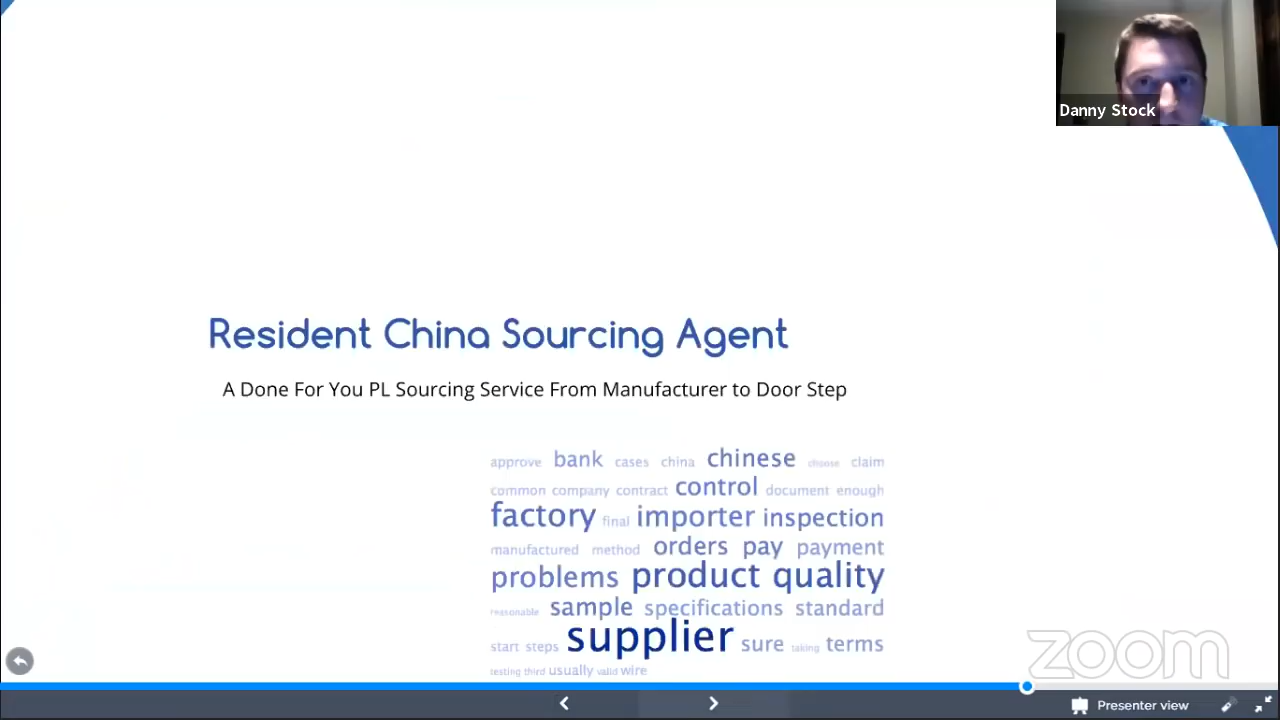 Danny Stock
Resident China Sourcing Agent
A Done For You PL Sourcing Service From Manufacturer to Door Step
approve bank cases china chinese choose claim
common company contract control document enough
factory final importer inspection
manufactured method orders pay payment
problems product quality
reasonable sample specifications standard
start steps supplier sure taking terms
testing third usually valid wire
zoom
Presenter view